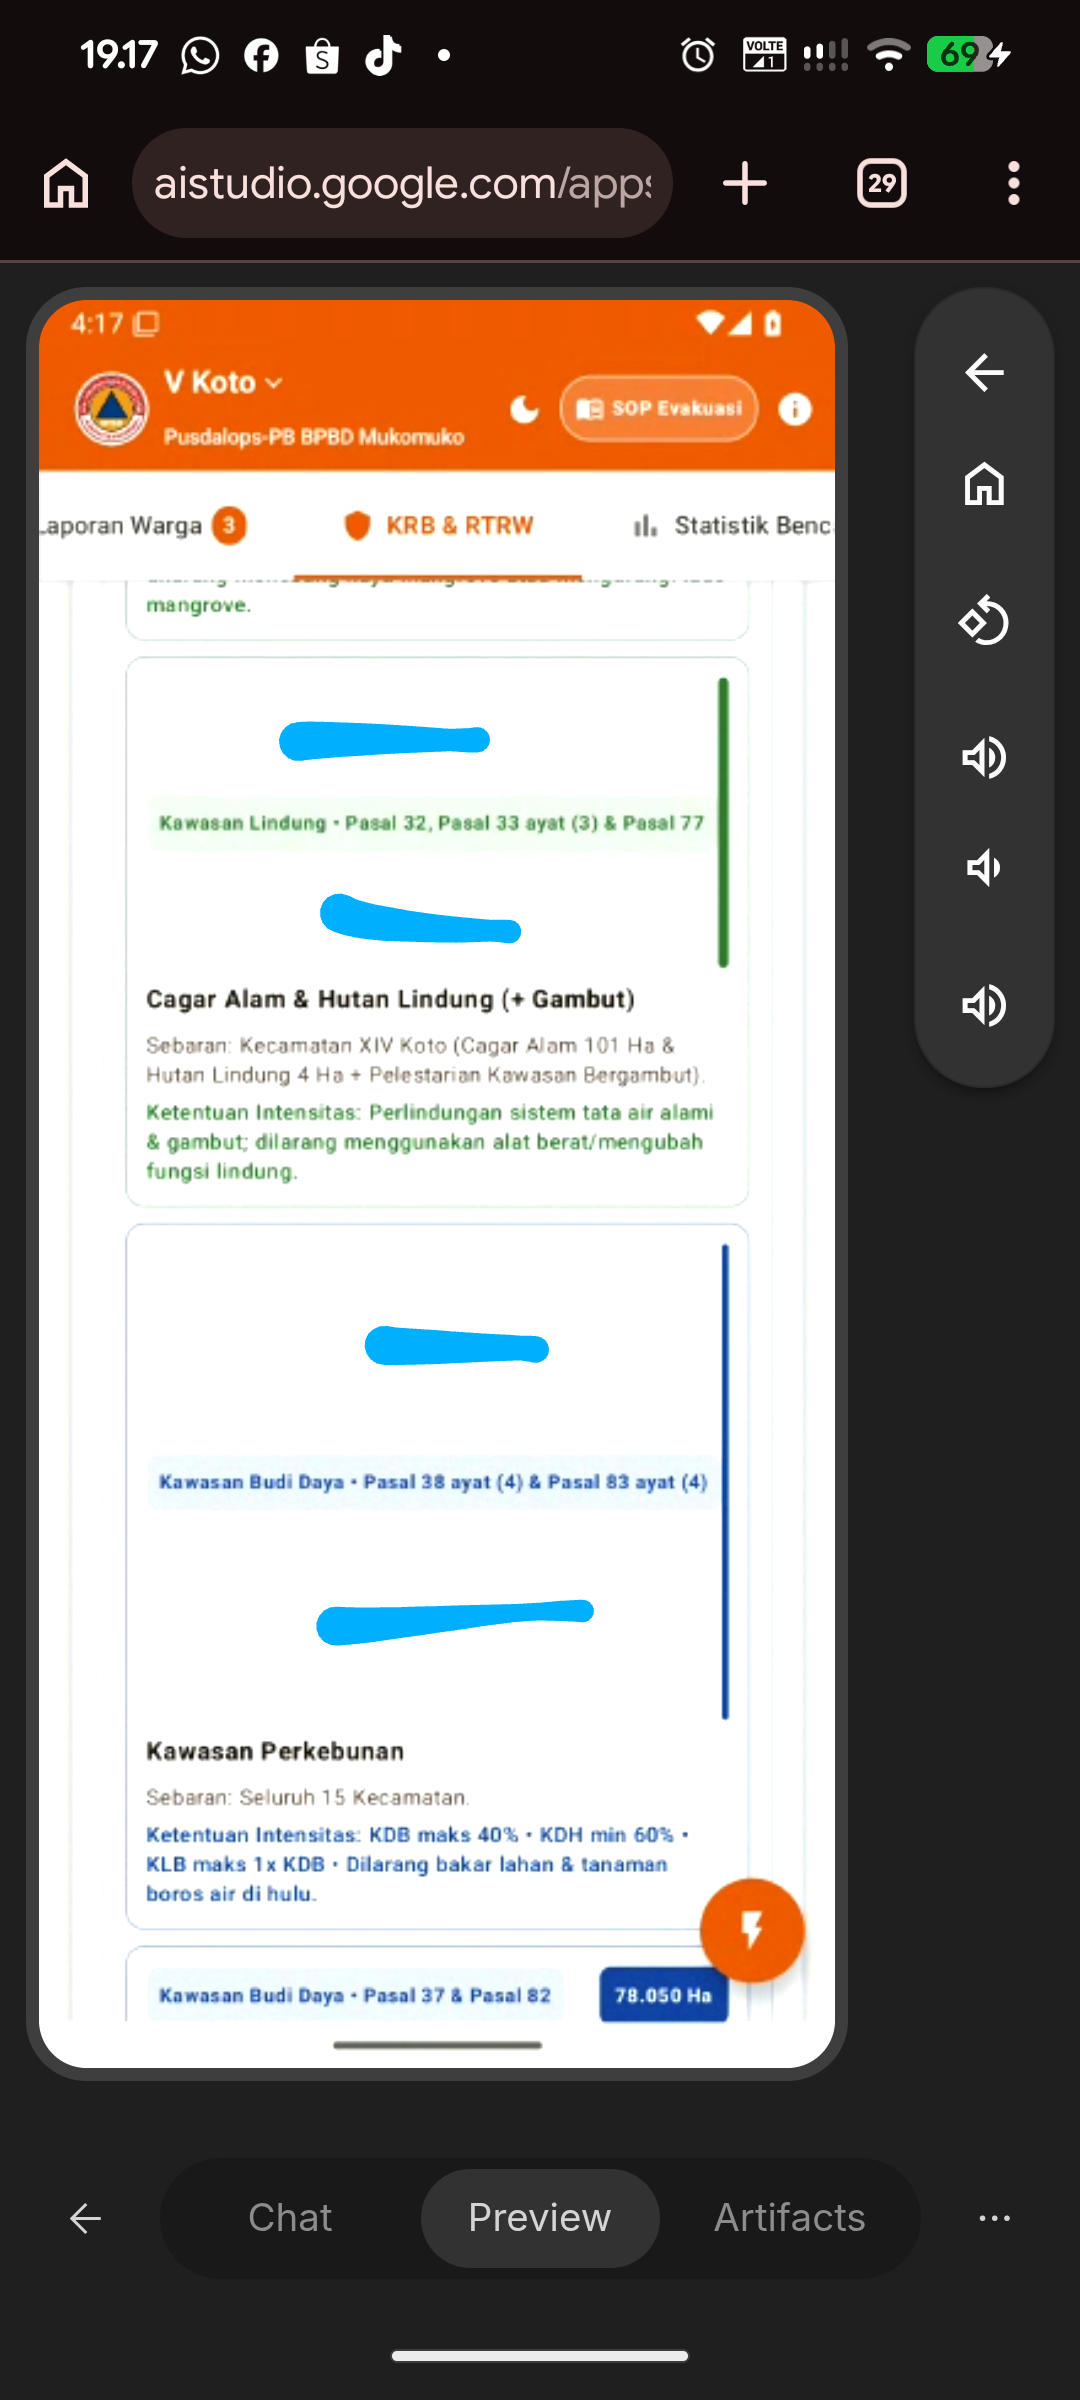 19.17
VOLTE
1
69
aistudio.google.com/apps
29
4:17
V Koto
Pusdalops-PB BPBD Mukomuko
SOP Evakuasi
Laporan Warga 3
KRB & RTRW
Statistik Benc
mangrove.
Kawasan Lindung • Pasal 32, Pasal 33 ayat (3) & Pasal 77
Cagar Alam & Hutan Lindung (+ Gambut)
Sebaran: Kecamatan XIV Koto (Cagar Alam 101 Ha &
Hutan Lindung 4 Ha + Pelestarian Kawasan Bergambut).
Ketentuan Intensitas: Perlindungan sistem tata air alami
& gambut; dilarang menggunakan alat berat/mengubah
fungsi lindung.
Kawasan Budi Daya • Pasal 38 ayat (4) & Pasal 83 ayat (4)
Kawasan Perkebunan
Sebaran: Seluruh 15 Kecamatan.
Ketentuan Intensitas: KDB maks 40% • KDH min 60% •
KLB maks 1x KDB • Dilarang bakar lahan & tanaman
boros air di hulu.
Kawasan Budi Daya • Pasal 37 & Pasal 82
78.050 Ha
Chat
Preview
Artifacts